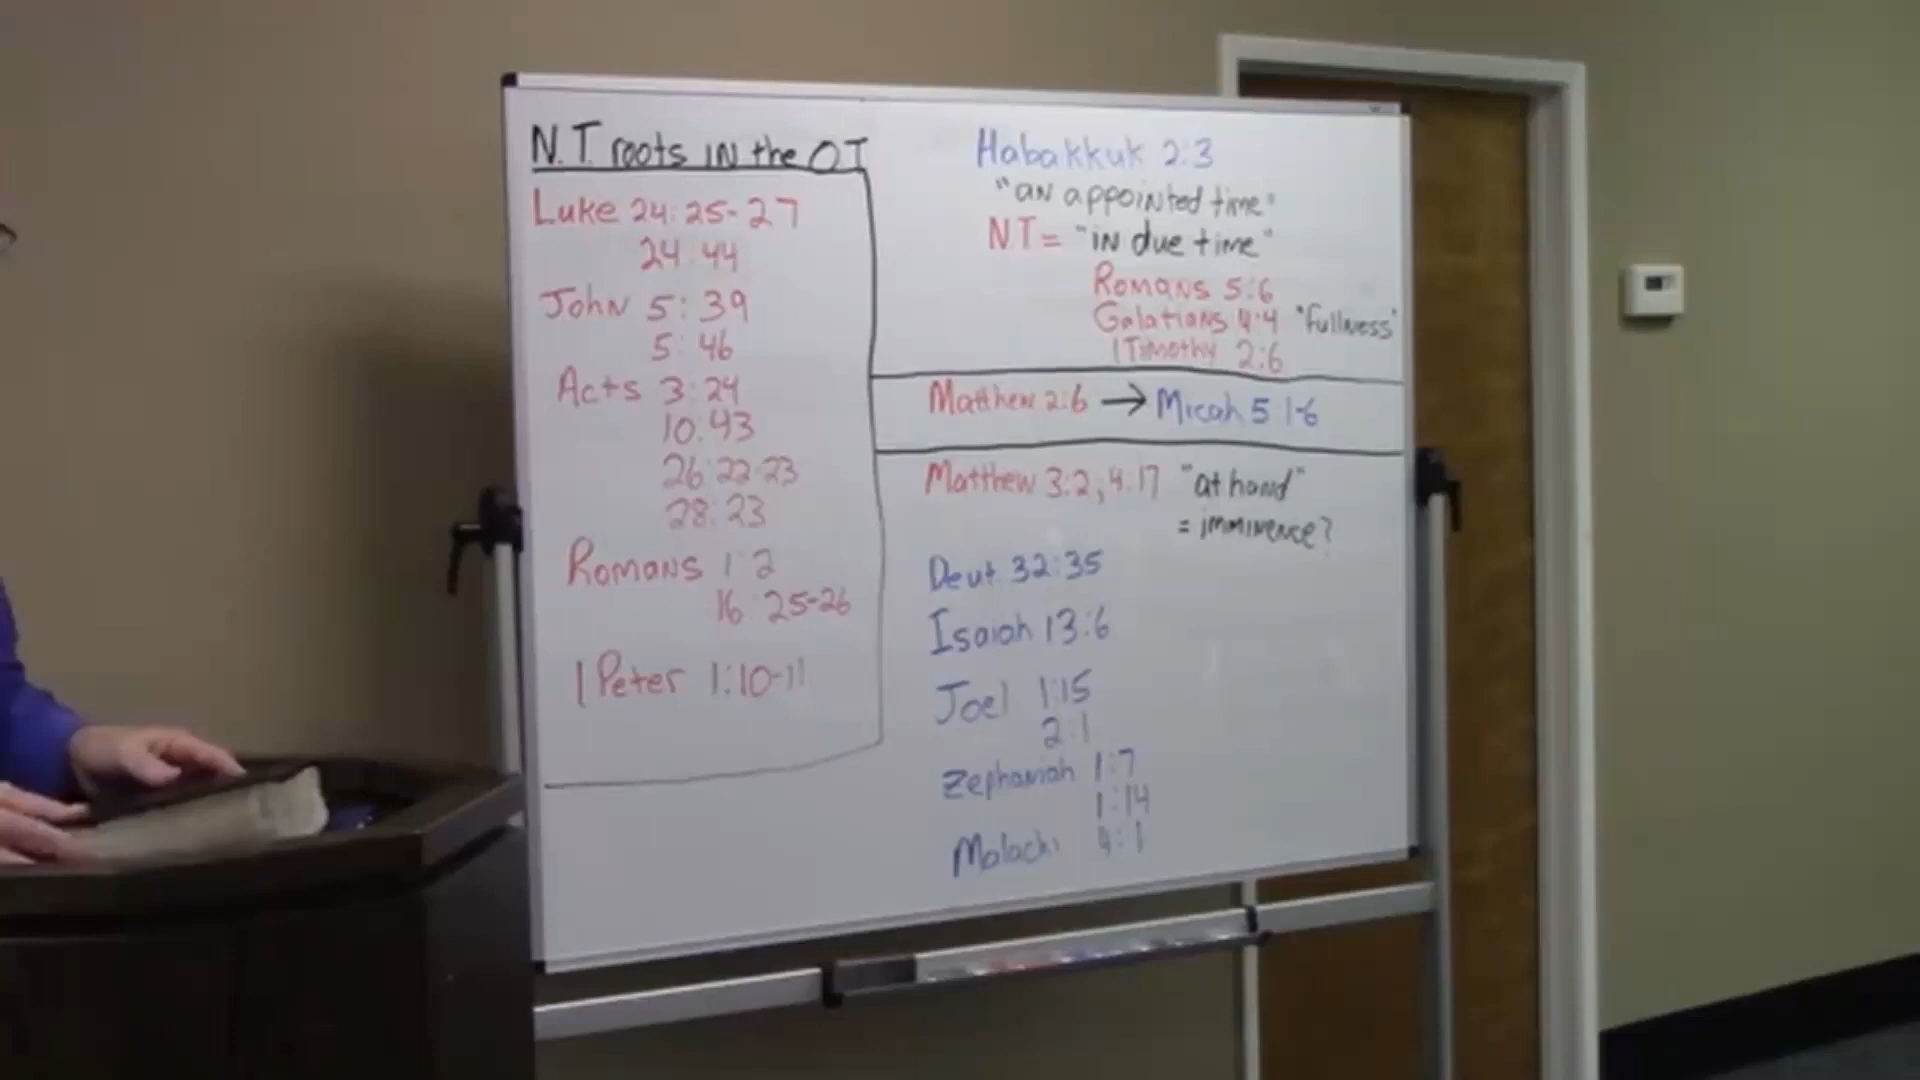 N.T. roots in the OT
Luke 24:25-27
24:44
John 5:39
5:46
Acts 3:24
10:43
26:22-23
28:23
Romans 1:2
16:25-26
1 Peter 1:10-11
Habakkuk 2:3
"an appointed time"
NT = "in due time"
Romans 5:6
Galatians 4:4 "fullness"
1 Timothy 2:6
Matthew 2:6 → Micah 5:1-6
Matthew 3:2, 4:17 "at hand"
= imminence?
Deut. 32:35
Isaiah 13:6
Joel 1:15
2:1
Zephaniah 1:7
1:14
Malachi 4:1